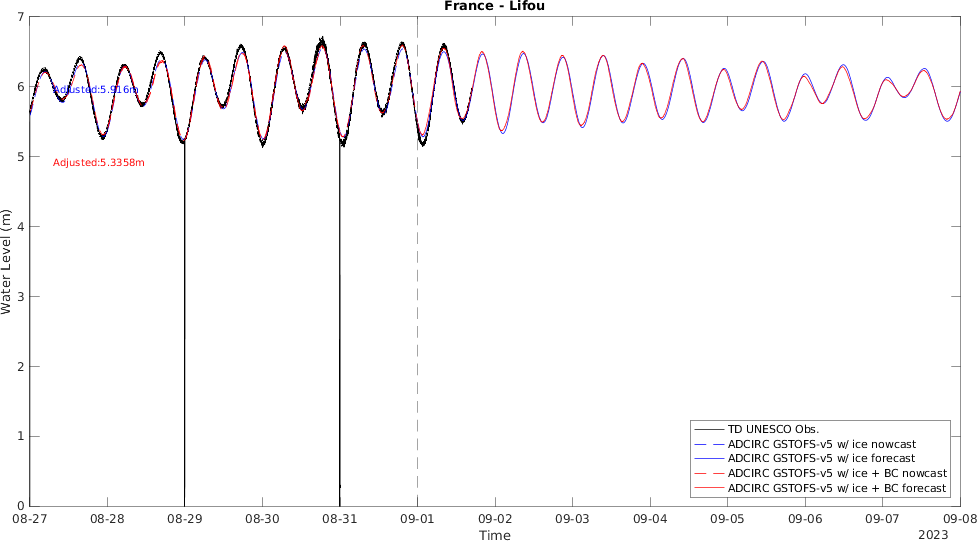 France - Lifou
7
6
5
4
3
2
1
0
Water Level (m)
Adjusted:5.916m
Adjusted:5.3358m
TD UNESCO Obs.
ADCIRC GSTOFS-v5 w/ ice nowcast
ADCIRC GSTOFS-v5 w/ ice forecast
ADCIRC GSTOFS-v5 w/ ice + BC nowcast
ADCIRC GSTOFS-v5 w/ ice + BC forecast
08-27 08-28 08-29 08-30 08-31 09-01 09-02 09-03 09-04 09-05 09-06 09-07 09-08
Time
2023